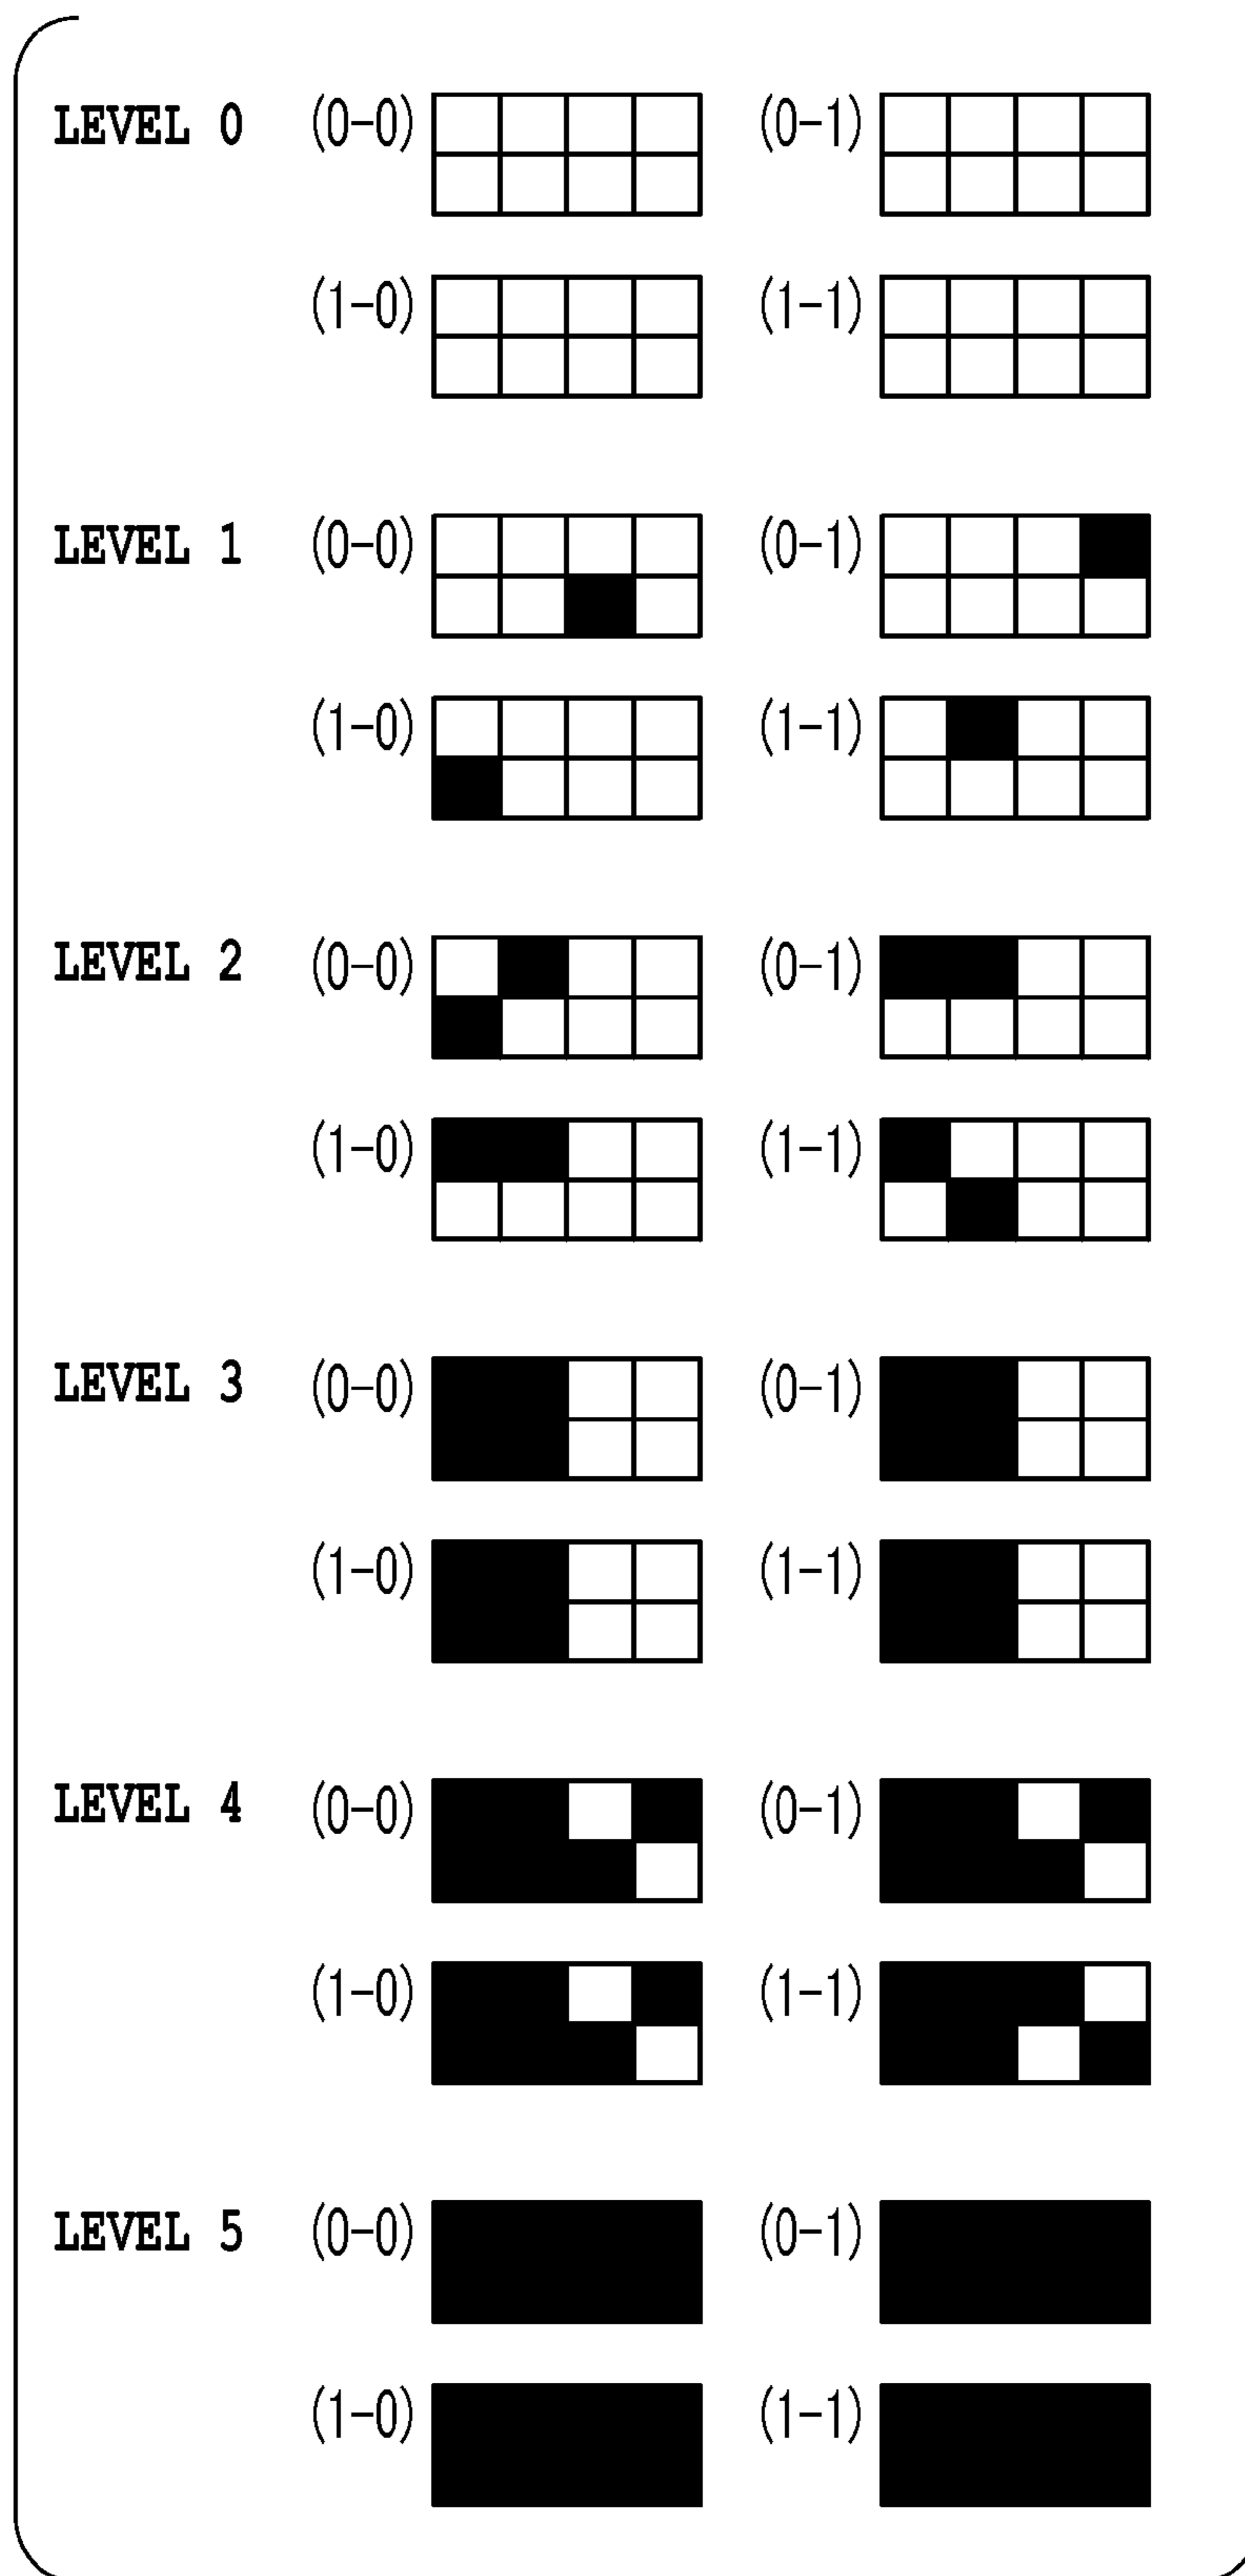 LEVEL 0 (0-0) (0-1)
(1-0) (1-1)
LEVEL 1 (0-0) (0-1)
(1-0) (1-1)
LEVEL 2 (0-0) (0-1)
(1-0) (1-1)
LEVEL 3 (0-0) (0-1)
(1-0) (1-1)
LEVEL 4 (0-0) (0-1)
(1-0) (1-1)
LEVEL 5 (0-0) (0-1)
(1-0) (1-1)